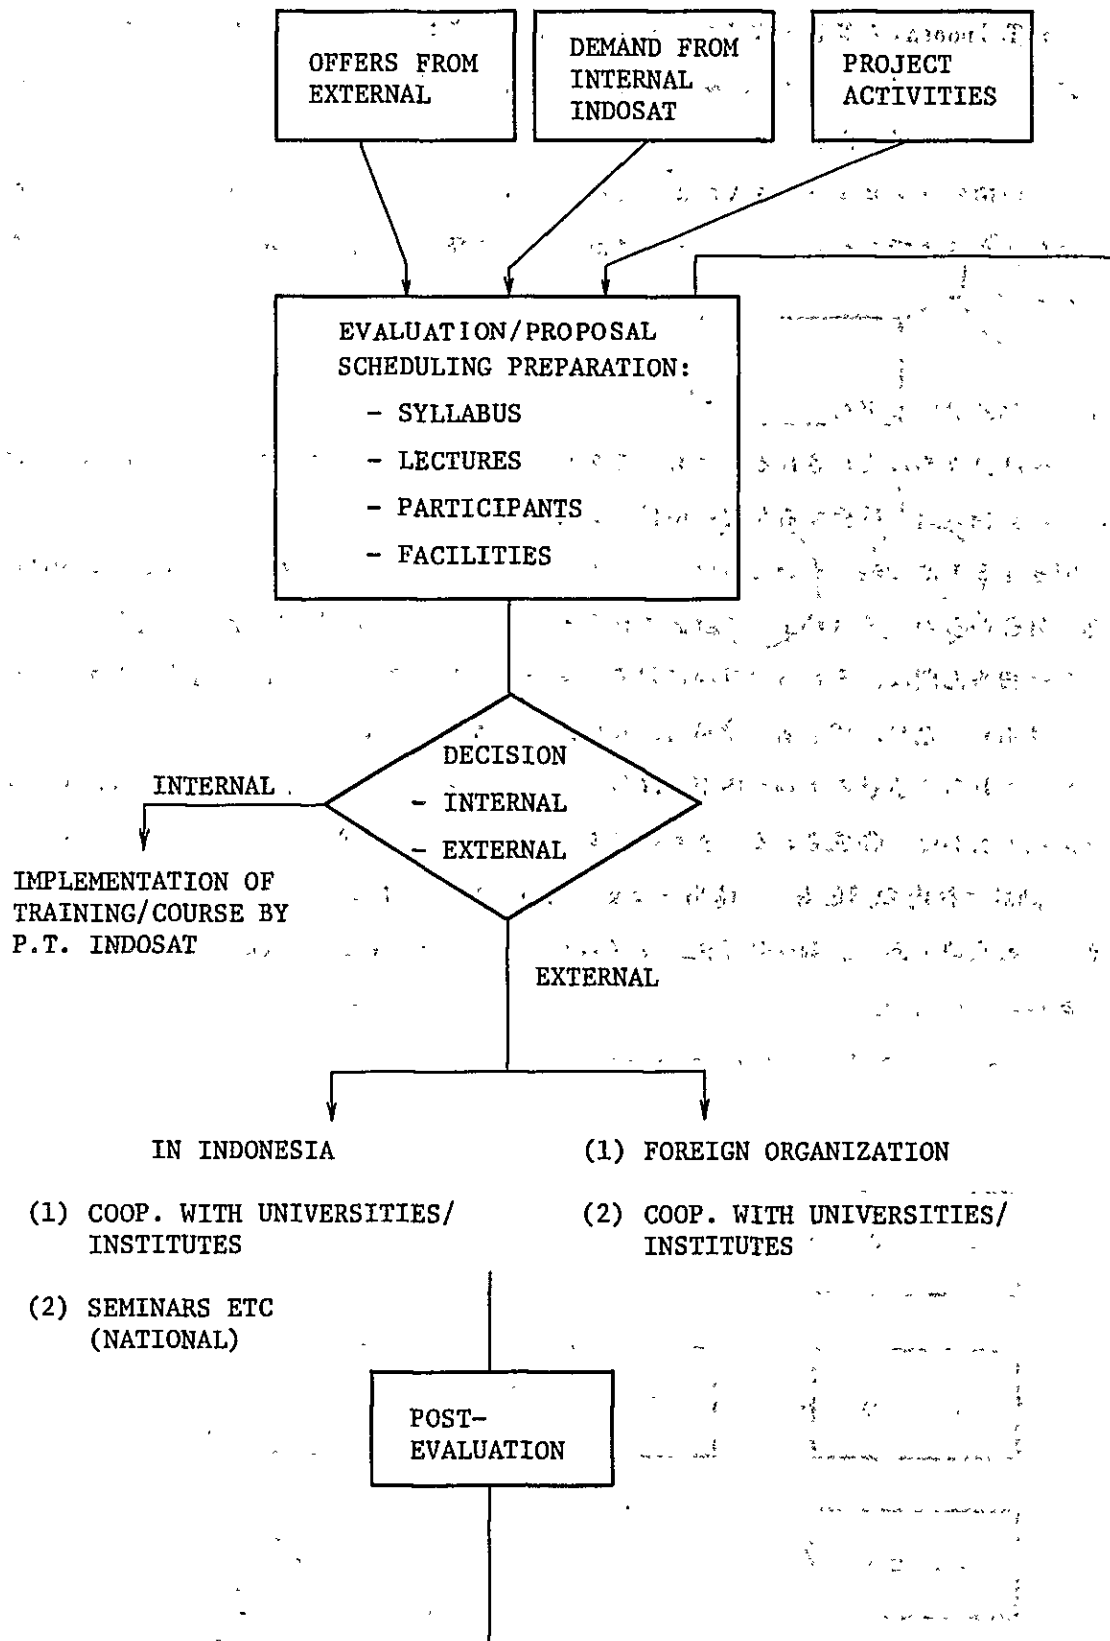 OFFERS FROM
EXTERNAL
DEMAND FROM
INTERNAL
INDOSAT
PROJECT
ACTIVITIES
EVALUATION/PROPOSAL
SCHEDULING PREPARATION:
- SYLLABUS
- LECTURES
- PARTICIPANTS
- FACILITIES
DECISION
- INTERNAL
- EXTERNAL
INTERNAL
IMPLEMENTATION OF
TRAINING/COURSE BY
P.T. INDOSAT
EXTERNAL
IN INDONESIA
(1) COOP. WITH UNIVERSITIES/
INSTITUTES
(2) SEMINARS ETC
(NATIONAL)
(1) FOREIGN ORGANIZATION
(2) COOP. WITH UNIVERSITIES/
INSTITUTES
POST-
EVALUATION